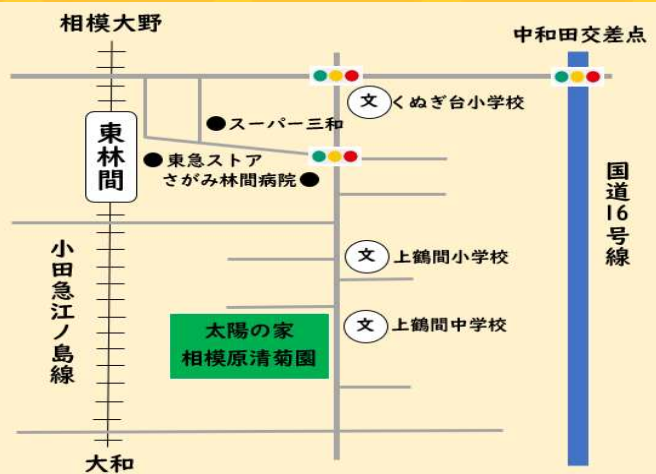 相模大野
中和田交差点
文
くぬぎ台小学校
スーパー三和
東林間
東急ストア
さがみ林間病院
国道16号線
文
上鶴間小学校
小田急江ノ島線
太陽の家
相模原清菊園
文
上鶴間中学校
大和